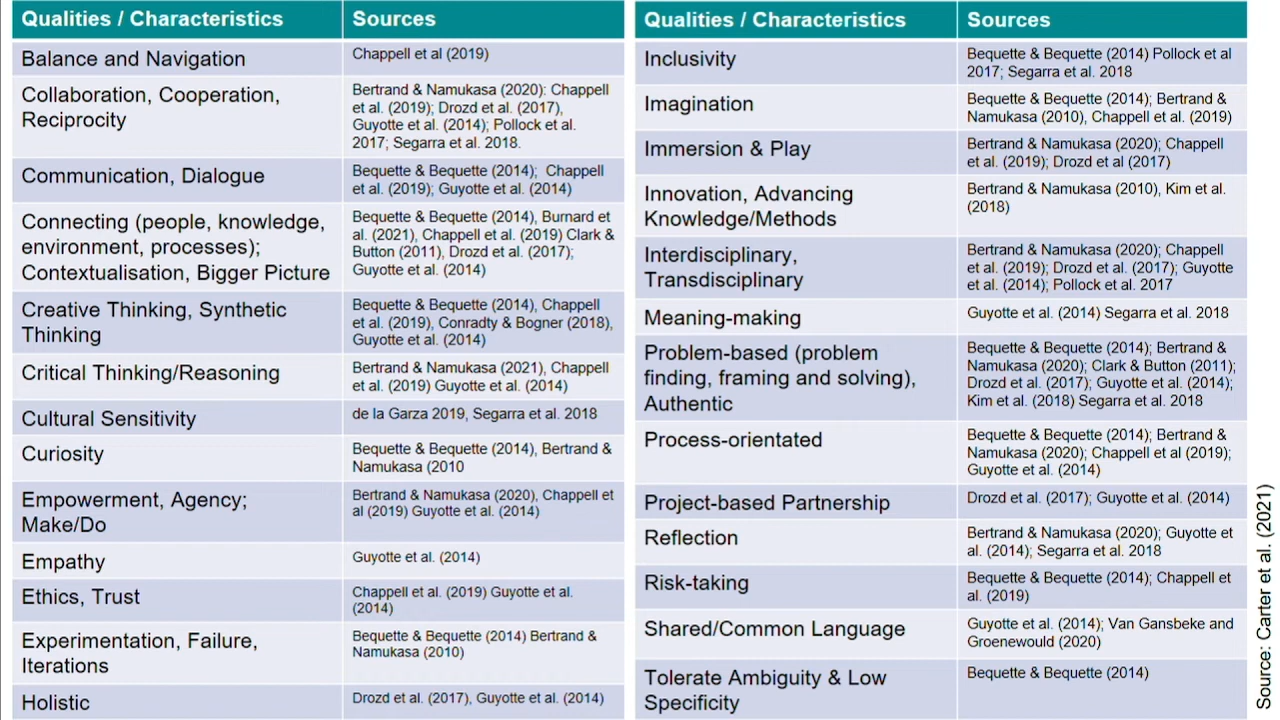 Qualities / Characteristics
Sources
Balance and Navigation
Chappell et al (2019)
Collaboration, Cooperation,
Reciprocity
Bertrand & Namukasa (2020): Chappell
et al. (2019); Drozd et al. (2017),
Guyotte et al. (2014); Pollock et al.
2017; Segarra et al. 2018.
Communication, Dialogue
Bequette & Bequette (2014); Chappell
et al. (2019); Guyotte et al. (2014)
Connecting (people, knowledge,
environment, processes);
Contextualisation, Bigger Picture
Bequette & Bequette (2014), Burnard et
al. (2021), Chappell et al. (2019) Clark &
Button (2011), Drozd et al. (2017);
Guyotte et al. (2014)
Creative Thinking, Synthetic
Thinking
Bequette & Bequette (2014), Chappell
et al. (2019), Conradty & Bogner (2018),
Guyotte et al. (2014)
Critical Thinking/Reasoning
Bertrand & Namukasa (2021), Chappell
et al. (2019) Guyotte et al. (2014)
Cultural Sensitivity
de la Garza 2019, Segarra et al. 2018
Curiosity
Bequette & Bequette (2014), Bertrand &
Namukasa (2010
Empowerment, Agency;
Make/Do
Bertrand & Namukasa (2020), Chappell et
al (2019) Guyotte et al. (2014)
Empathy
Guyotte et al. (2014)
Ethics, Trust
Chappell et al. (2019) Guyotte et al.
(2014)
Experimentation, Failure,
Iterations
Bequette & Bequette (2014) Bertrand &
Namukasa (2010)
Holistic
Drozd et al. (2017), Guyotte et al. (2014)
Qualities / Characteristics
Sources
Inclusivity
Bequette & Bequette (2014) Pollock et al
2017; Segarra et al. 2018
Imagination
Bequette & Bequette (2014); Bertrand &
Namukasa (2010), Chappell et al. (2019)
Immersion & Play
Bertrand & Namukasa (2020); Chappell
et al. (2019); Drozd et al (2017)
Innovation, Advancing
Knowledge/Methods
Bertrand & Namukasa (2010), Kim et al.
(2018)
Interdisciplinary,
Transdisciplinary
Bertrand & Namukasa (2020); Chappell
et al. (2019); Drozd et al. (2017); Guyotte
et al. (2014); Pollock et al. 2017
Meaning-making
Guyotte et al. (2014) Segarra et al. 2018
Problem-based (problem
finding, framing and solving),
Authentic
Bequette & Bequette (2014); Bertrand &
Namukasa (2020); Clark & Button (2011);
Drozd et al. (2017); Guyotte et al. (2014);
Kim et al. (2018) Segarra et al. 2018
Process-orientated
Bequette & Bequette (2014); Bertrand &
Namukasa (2020); Chappell et al (2019);
Guyotte et al. (2014)
Project-based Partnership
Drozd et al. (2017); Guyotte et al. (2014)
Reflection
Bertrand & Namukasa (2020); Guyotte et
al. (2014); Segarra et al. 2018
Risk-taking
Bequette & Bequette (2014); Chappell et
al. (2019)
Shared/Common Language
Guyotte et al. (2014); Van Gansbeke and
Groenewould (2020)
Tolerate Ambiguity & Low
Specificity
Bequette & Bequette (2014)
Source: Carter et al. (2021)